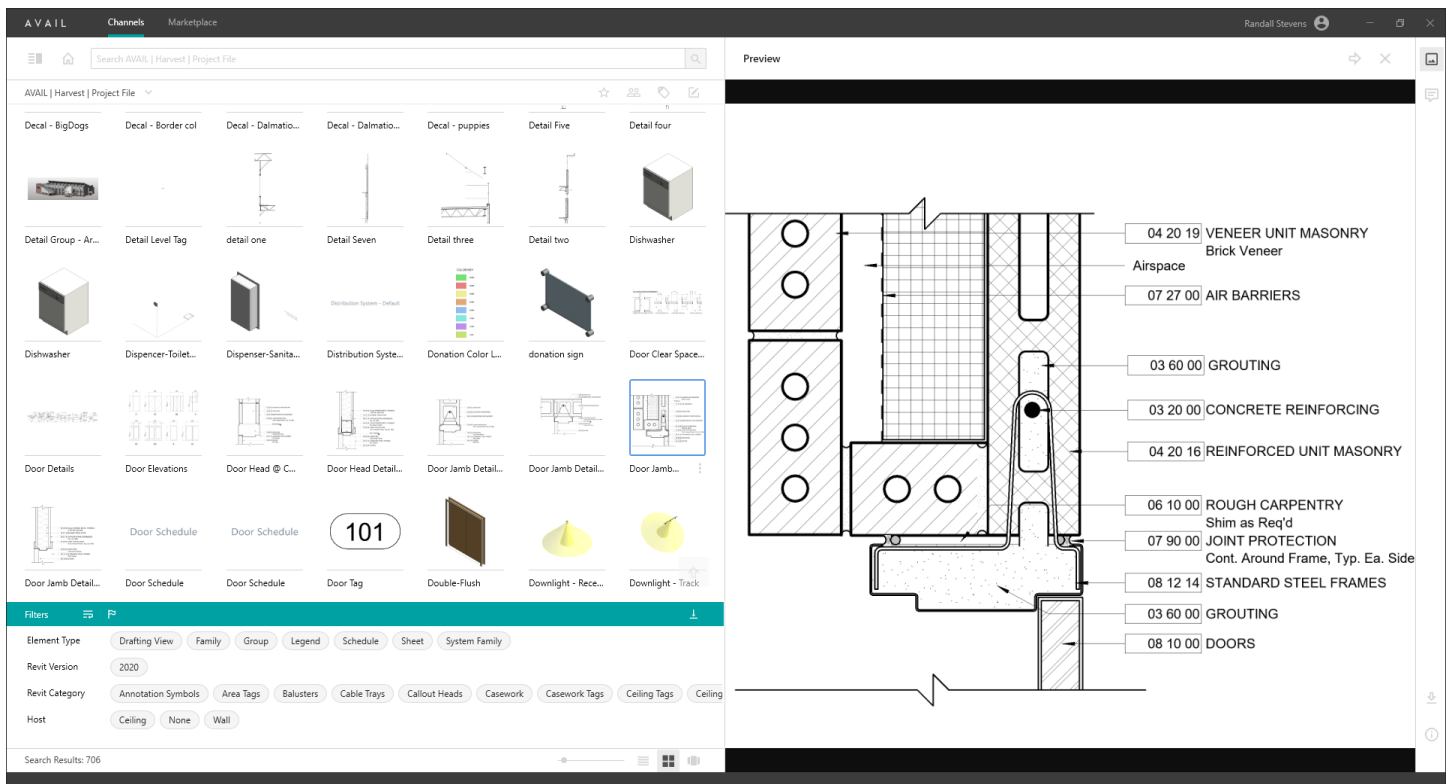 AVAIL
Channels
Marketplace
Randall Stevens
Search AVAIL | Harvest | Project File
Preview
AVAIL | Harvest | Project File
Decal - BigDogs
Decal - Border col
Decal - Dalmatio...
Decal - Dalmatio...
Decal - puppies
Detail Five
Detail four
Detail Group - Ar...
Detail Level Tag
detail one
Detail Seven
Detail three
Detail two
Dishwasher
Distribution System - Default
Dishwasher
Dispencer-Toilet...
Dispenser-Sanita...
Distribution Syste...
Donation Color L...
donation sign
Door Clear Space...
Door Details
Door Elevations
Door Head @ C...
Door Head Detail...
Door Jamb Detail...
Door Jamb Detail...
Door Jamb...
Door Schedule
Door Schedule
101
Door Jamb Detail...
Door Schedule
Door Schedule
Door Tag
Double-Flush
Downlight - Rece...
Downlight - Track
Filters
Element Type
Drafting View
Family
Group
Legend
Schedule
Sheet
System Family
Revit Version
2020
Revit Category
Annotation Symbols
Area Tags
Balusters
Cable Trays
Callout Heads
Casework
Casework Tags
Ceiling Tags
Ceiling
Host
Ceiling
None
Wall
Search Results: 706
04 20 19 VENEER UNIT MASONRY
Brick Veneer
Airspace
07 27 00 AIR BARRIERS
03 60 00 GROUTING
03 20 00 CONCRETE REINFORCING
04 20 16 REINFORCED UNIT MASONRY
06 10 00 ROUGH CARPENTRY
Shim as Req'd
07 90 00 JOINT PROTECTION
Cont. Around Frame, Typ. Ea. Side
08 12 14 STANDARD STEEL FRAMES
03 60 00 GROUTING
08 10 00 DOORS